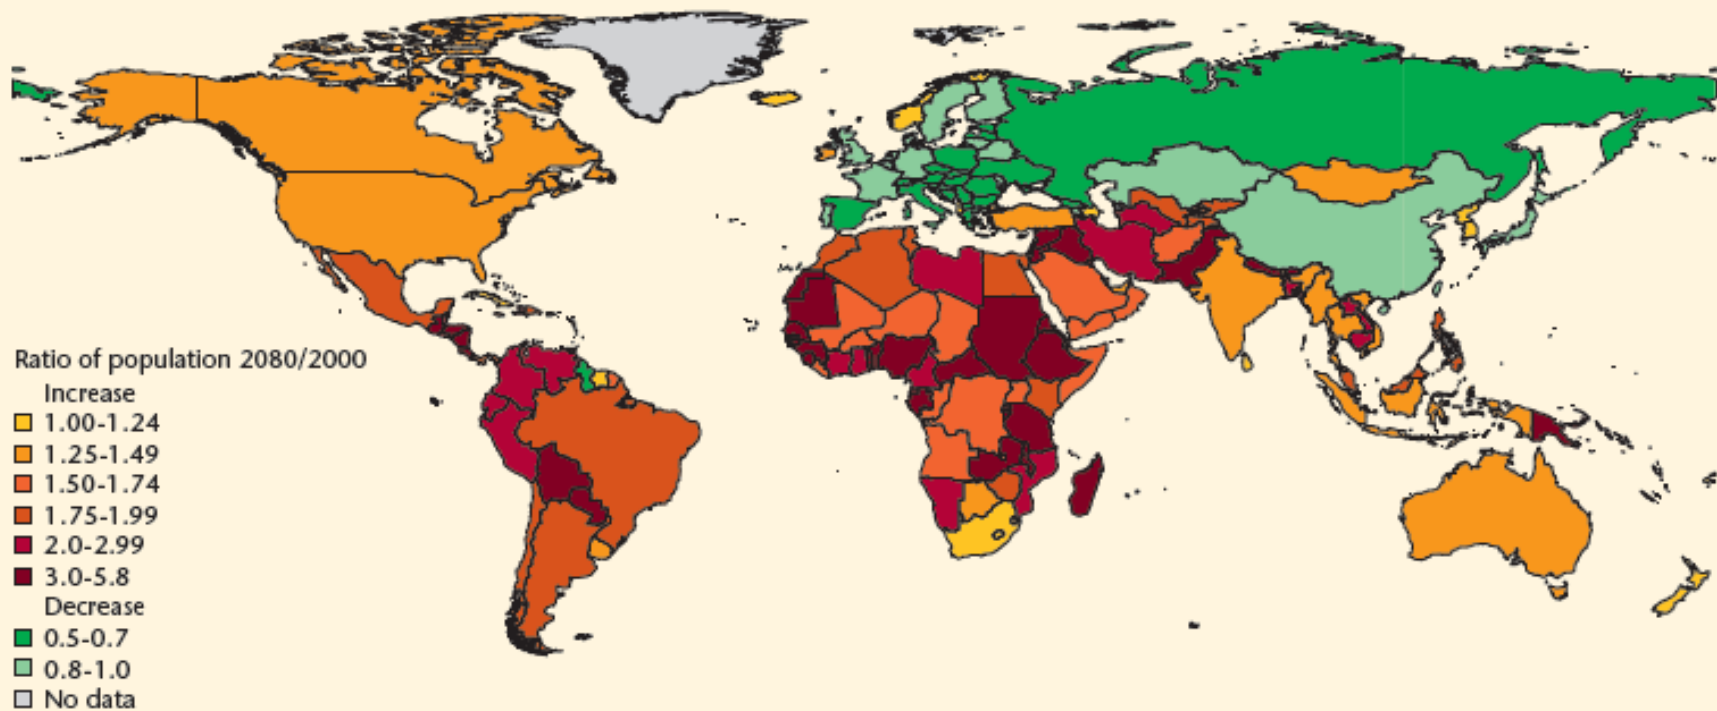 Ratio of population 2080/2000
Increase
1.00-1.24
1.25-1.49
1.50-1.74
1.75-1.99
2.0-2.99
3.0-5.8
Decrease
0.5-0.7
0.8-1.0
No data